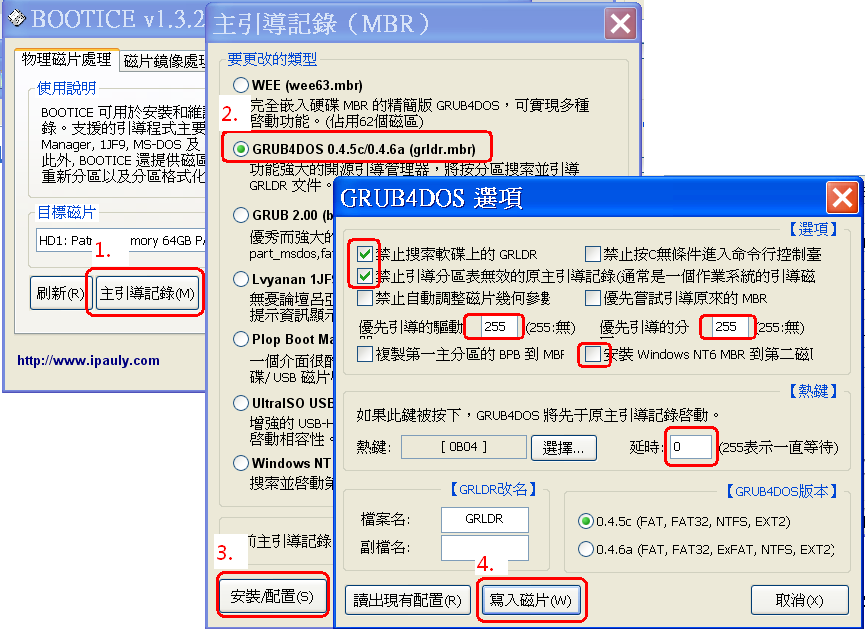 BOOTICE v1.3.2
物理磁片處理
磁片鏡像處理
使用說明
BOOTICE 可用於安裝和維
錄。支援的引導程式主要
Manager, 1JF9, MS-DOS 及
此外, BOOTICE 還提供磁
重新分區以及分區格式化
目標磁片
1.
HD1: Pat mory 64GB P
刷新(R)
主引導記錄(M)
http://www.ipauly.com
主引導記錄（MBR）
要更改的類型
WEE (wee63.mbr)
2.
完全嵌入硬碟 MBR 的精簡版 GRUB4DOS，可實現多種
啓動功能。(佔用62個磁區)
GRUB4DOS 0.4.5c/0.4.6a (grldr.mbr)
功能強大的開源引導管理器，將按分區搜索並引導
GRLDR 文件。
GRUB 2.00 (b
優秀而強大的
part_msdos,fa
Lvyanan 1JF9
無憂論壇呂亞
提示資訊顯示
Plop Boot Ma
一個介面很酷
碟/ USB 磁片
UltraISO USB
增強的 USB-H
啓動相容性。
Windows NT
搜索並啓動第
前主引導記錄
3.
安裝/配置(S)
GRUB4DOS 選項
【選項】
禁止搜索軟碟上的 GRLDR
禁止按C無條件進入命令行控制臺
禁止引導分區表無效的原主引導記錄(通常是一個作業系統的引導磁
禁止自動調整磁片幾何參數
優先嘗試引導原來的 MBR
優先引導的驅動 255 (255:無)
優先引導的分 255 (255:無)
複製第一主分區的 BPB 到 MBR
安裝 Windows NT6 MBR 到第二磁
【熱鍵】
如果此鍵被按下，GRUB4DOS 將先于原主引導記錄啓動。
熱鍵: [ 0B04 ] 選擇... 延時: 0 (255表示一直等待)
【GRLDR改名】
檔案名: GRLDR
副檔名:
【GRUB4DOS版本】
0.4.5c (FAT, FAT32, NTFS, EXT2)
0.4.6a (FAT, FAT32, ExFAT, NTFS, EXT2)
4.
讀出現有配置(R)
寫入磁片(W)
取消(X)